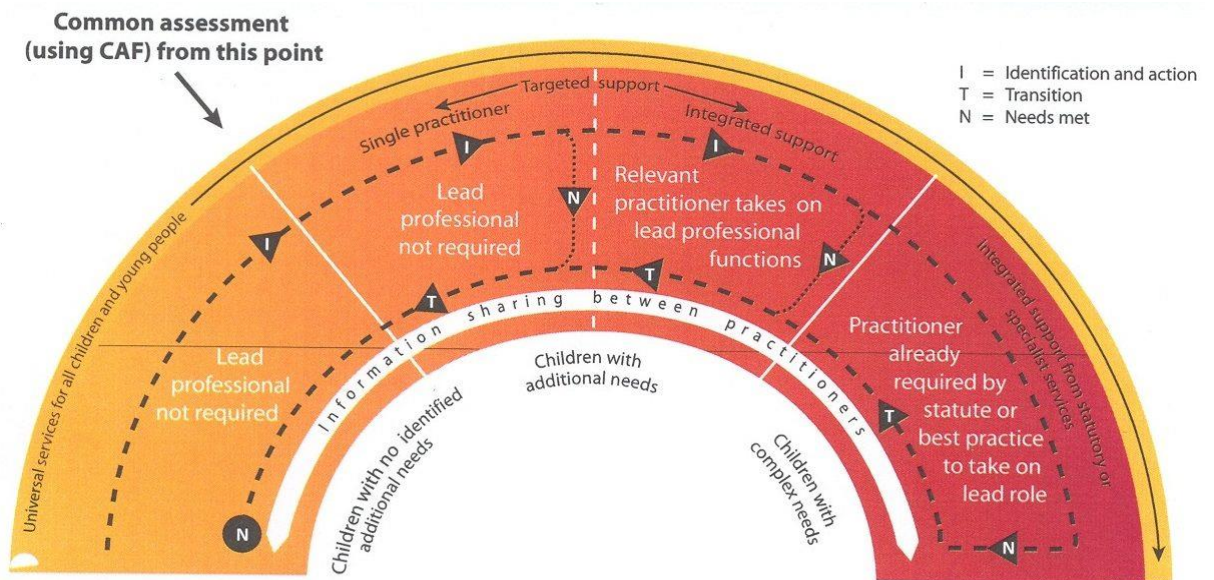 Common assessment
(using CAF) from this point
I = Identification and action
T = Transition
N = Needs met
Targeted support
Single practitioner
Integrated support
Universal services for all children and young people
Integrated support from statutory or
specialist services
I
I
I
Lead
professional
not required
N
Relevant
practitioner takes on
lead professional
functions
N
T
T
Lead
professional
not required
Practitioner
already
required by
statute or
best practice
to take on
lead role
T
N
N
Information sharing between practitioners
Children with no identified
additional needs
Children with
additional needs
Children with
complex needs